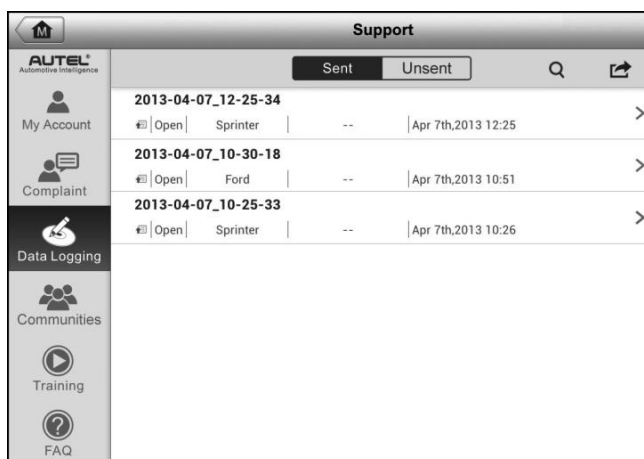 M
Support
AUTEL®
Automotive Intelligence
Sent
Unsent
My Account
Complaint
Data Logging
Communities
Training
?
FAQ
2013-04-07_12-25-34
Open Sprinter -- Apr 7th,2013 12:25
2013-04-07_10-30-18
Open Ford -- Apr 7th,2013 10:51
2013-04-07_10-25-33
Open Sprinter -- Apr 7th,2013 10:26